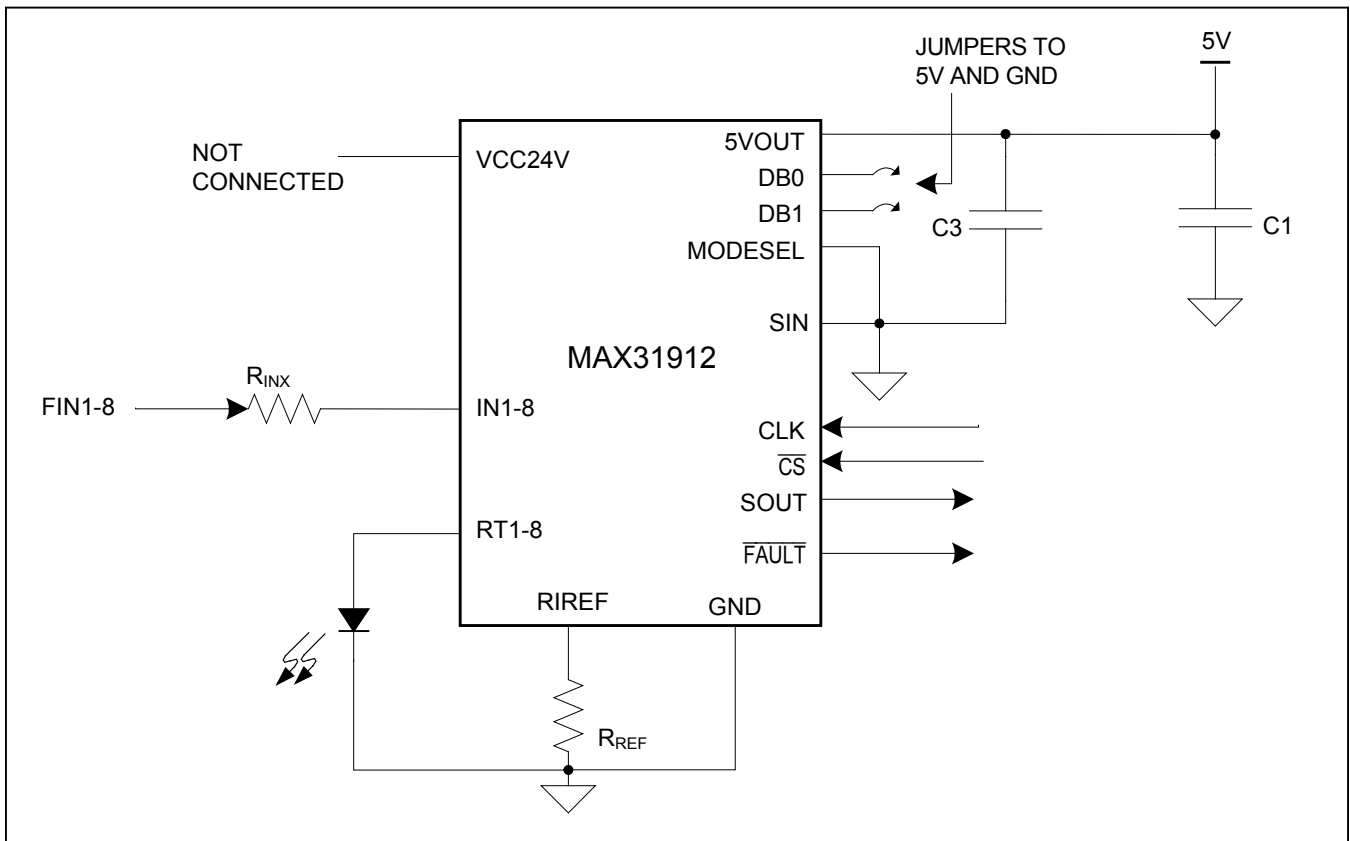 JUMPERS TO
5V AND GND
5V
NOT
CONNECTED
VCC24V
5VOUT
DB0
DB1
C3
C1
MODESEL
SIN
MAX31912
RINX
FIN1-8
IN1-8
CLK
CS
SOUT
RT1-8
FAULT
RIREF
GND
RREF